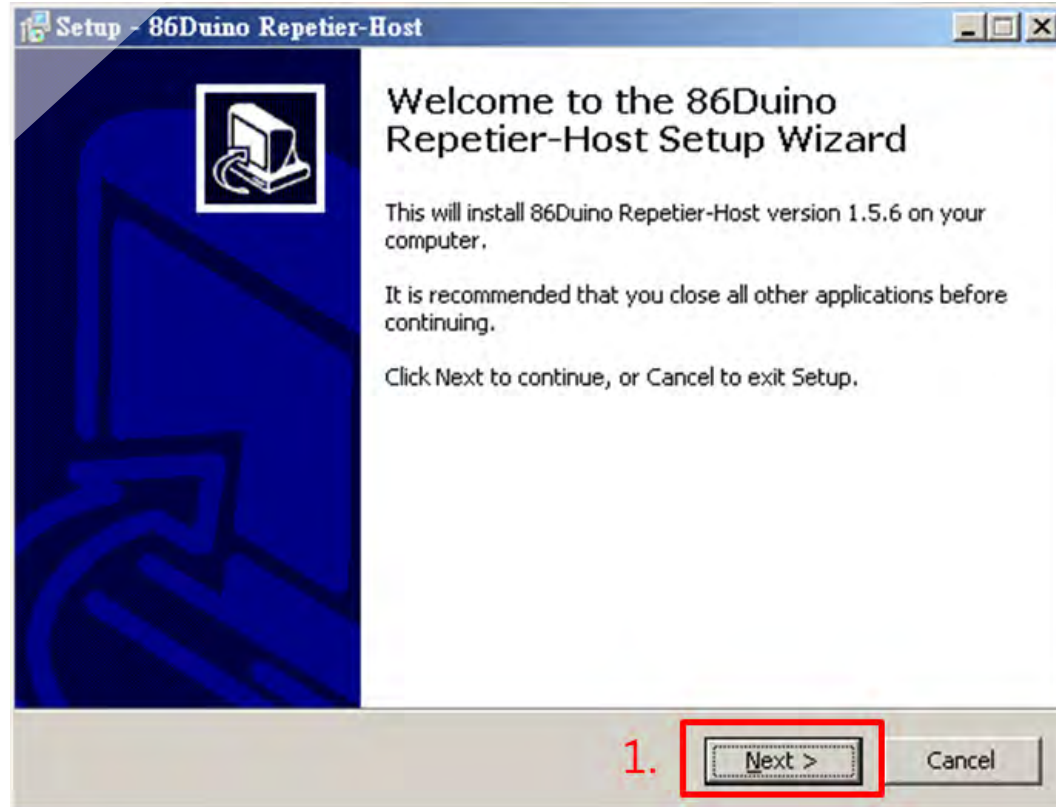 Setup - 86Duino Repetier-Host
Welcome to the 86Duino
Repetier-Host Setup Wizard
This will install 86Duino Repetier-Host version 1.5.6 on your
computer.
It is recommended that you close all other applications before
continuing.
Click Next to continue, or Cancel to exit Setup.
1.
Next >
Cancel